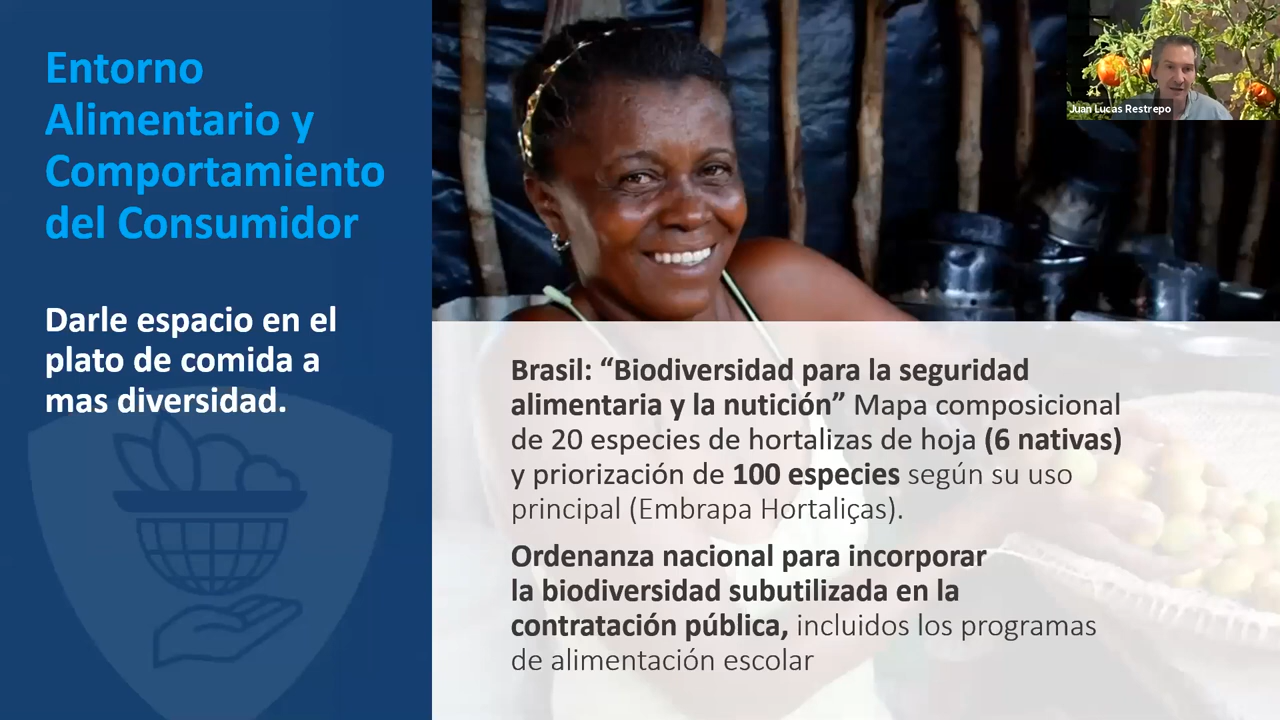 Entorno
Alimentario y
Comportamiento
del Consumidor
Darle espacio en el
plato de comida a
mas diversidad.
Juan Lucas Restrepo
Brasil: “Biodiversidad para la seguridad
alimentaria y la nutición” Mapa composicional
de 20 especies de hortalizas de hoja (6 nativas)
y priorización de 100 especies según su uso
principal (Embrapa Hortaliças).
Ordenanza nacional para incorporar
la biodiversidad subutilizada en la
contratación pública, incluidos los programas
de alimentación escolar